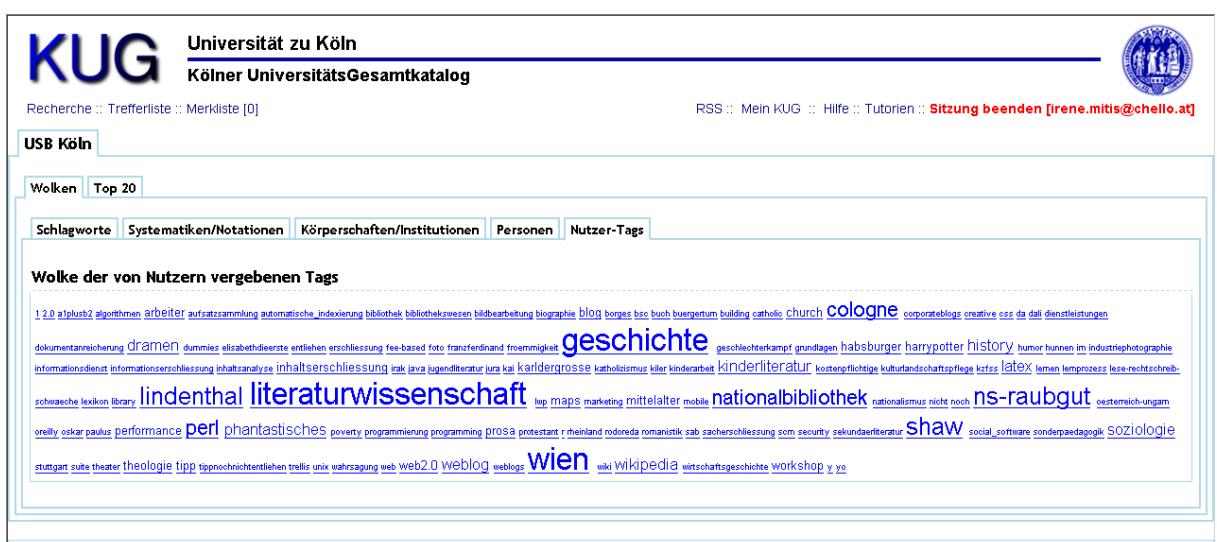 KUG
Universität zu Köln
Kölner UniversitätsGesamtkatalog
Recherche :: Trefferliste :: Merkliste [0]
RSS :: Mein KUG :: Hilfe :: Tutorien :: Sitzung beenden [irene.mitis@chello.at]
USB Köln
Wolken Top 20
Schlagworte Systematiken/Notationen Körperschaften/Institutionen Personen Nutzer-Tags
Wolke der von Nutzern vergebenen Tags
1 2.0 a1plusb2 algorithmen arbeiter aufsatzsammlung automatische_indexierung bibliothek bibliothekswesen bildbearbeitung biographie blog borges bsc buch buergertum building catholic church cologne corporateblogs creative css da dali dienstleistungen
dokumentanreicherung dramen dummies elisabethdieerste entliehen erschliessung fee-based foto franzferdinand froemmigkeit geschichte geschlechterkampf grundlagen habsburger harrypotter history humor hunnen im industriephotographie
informationsdienst informationserschliessung inhaltsanalyse inhaltserschliessung irak java jugendliteratur jura kai karldergrosse katholizismus kiler kinderarbeit kinderliteratur kostenpflichtige kulturlandschaftspflege kzfss latex lernen lernprozess lese-rechtschreib-
schwaeche lexikon library lindenthal literaturwissenschaft lwp maps marketing mittelalter mobile nationalbibliothek nationalismus nicht noch ns-raubgut oesterreich-ungarn
oreilly oskar paulus performance perl phantastisches poverty programmierung programming prosa protestant r rheinland rodoreda romanistik sab sacherschliessung scm security sekundaerliteratur shaw social_software sonderpaedagogik soziologie
stuttgart suite theater theologie tipp tippnochnichtentliehen trellis unix wahrsagung web web2.0 weblog weblogs wien wiki wikipedia wirtschaftsgeschichte workshop y yo